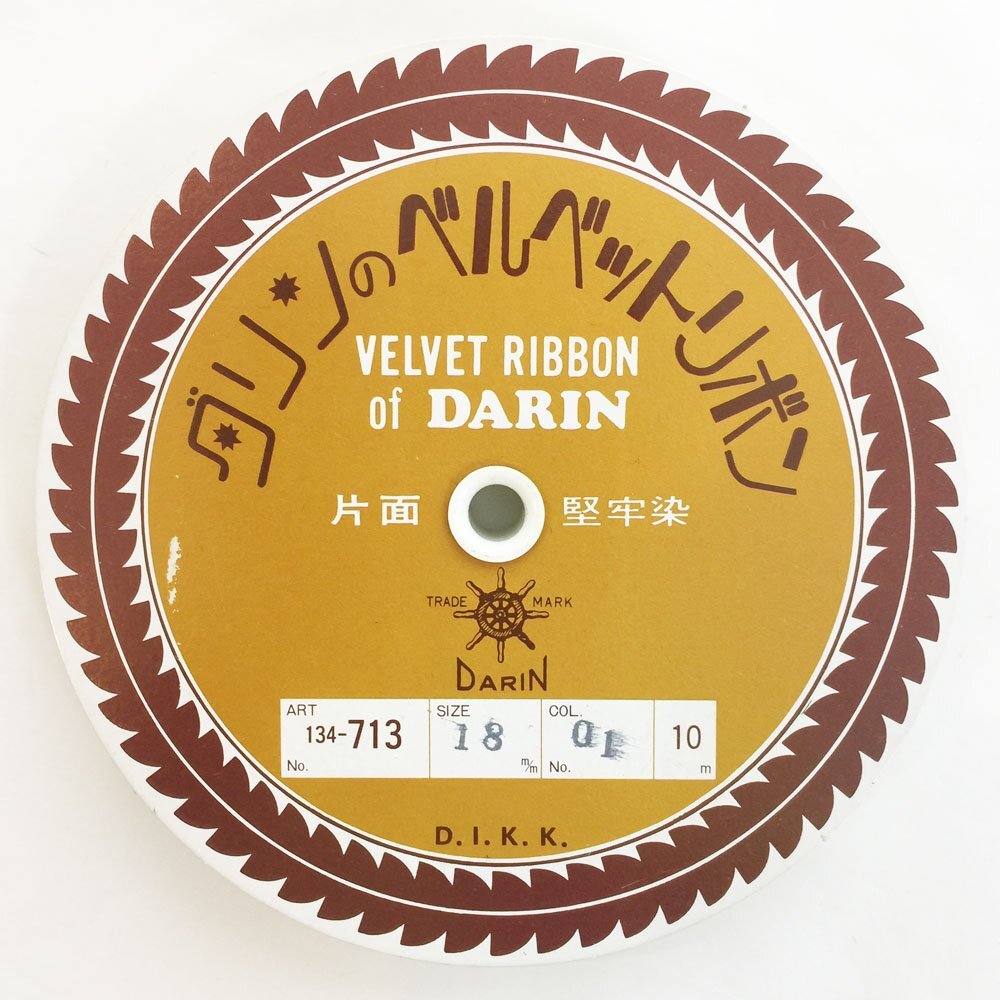 ダリンのベルベットリボン
VELVET RIBBON
of DARIN
片面 堅牢染
TRADE MARK
DARIN
ART No. 134-713
SIZE 18 m/m
COL. No. 01
10 m
D. I. K. K.